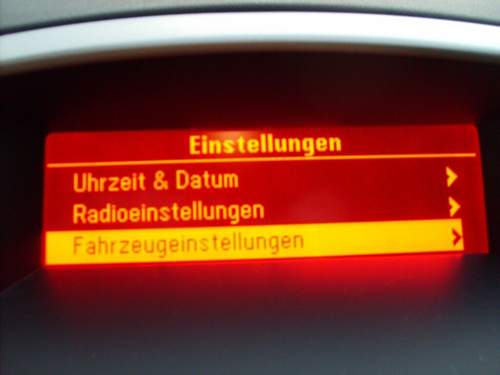 Einstellungen
Uhrzeit & Datum
Radioeinstellungen
Fahrzeugeinstellungen